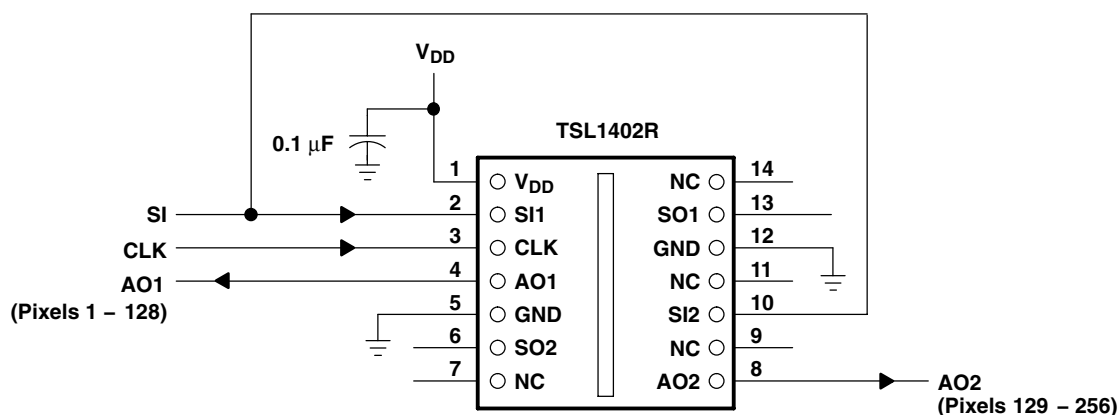 V_DD
TSL1402R
0.1 μF
1 V_DD NC 14
SI 2 SI1 SO1 13
CLK 3 CLK GND 12
AO1 4 AO1 NC 11
(Pixels 1 – 128)
5 GND SI2 10
6 SO2 NC 9
7 NC AO2 8 AO2
(Pixels 129 – 256)